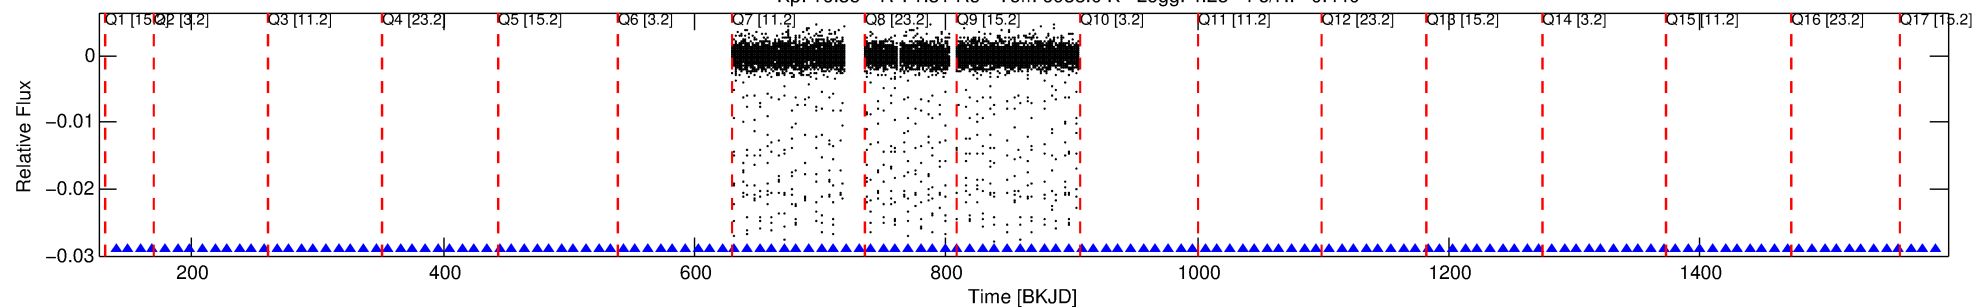 Q1 [15.2] Q2 [3.2] Q3 [11.2] Q4 [23.2] Q5 [15.2] Q6 [3.2] Q7 [11.2] Q8 [23.2] Q9 [15.2] Q10 [3.2] Q11 [11.2] Q12 [23.2] Q13 [15.2] Q14 [3.2] Q15 [11.2] Q16 [23.2] Q17 [15.2]
Relative Flux
0
−0.01
−0.02
−0.03
200 400 600 800 1000 1200 1400
Time [BKJD]